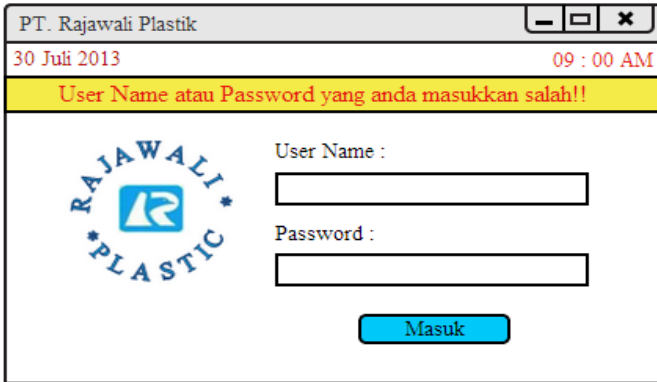 PT. Rajawali Plastik
30 Juli 2013
09 : 00 AM
User Name atau Password yang anda masukkan salah!!
RAJAWALI
* PLASTIC *
User Name :
Password :
Masuk